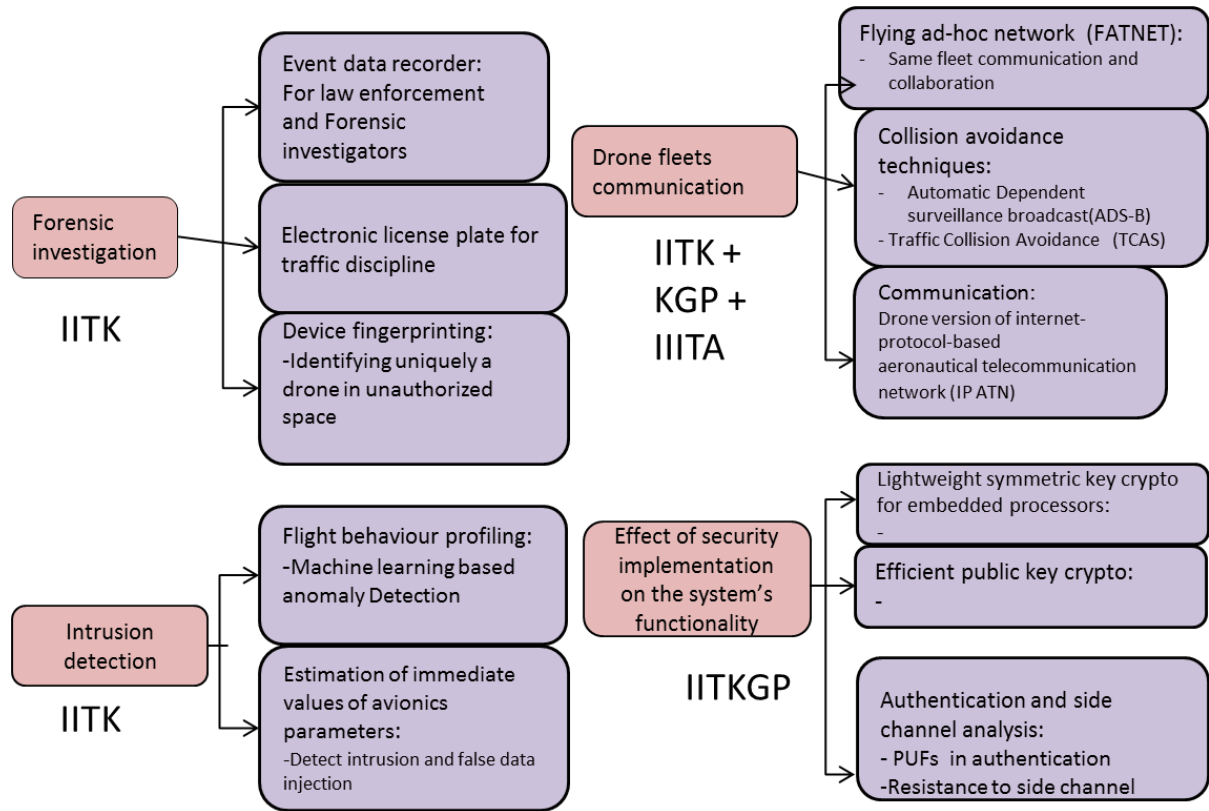 Forensic
investigation
IITK
Event data recorder:
For law enforcement
and Forensic
investigators
Electronic license plate for
traffic discipline
Device fingerprinting:
-Identifying uniquely a
drone in unauthorized
space
Drone fleets
communication
IITK +
KGP +
IIITA
Flying ad-hoc network (FATNET):
- Same fleet communication and
collaboration
Collision avoidance
techniques:
- Automatic Dependent
surveillance broadcast(ADS-B)
- Traffic Collision Avoidance (TCAS)
Communication:
Drone version of internet-
protocol-based
aeronautical telecommunication
network (IP ATN)
Intrusion
detection
IITK
Flight behaviour profiling:
-Machine learning based
anomaly Detection
Estimation of immediate
values of avionics
parameters:
-Detect intrusion and false data
injection
Effect of security
implementation
on the system's
functionality
IITKGP
Lightweight symmetric key crypto
for embedded processors:
-
Efficient public key crypto:
-
Authentication and side
channel analysis:
- PUFs in authentication
-Resistance to side channel